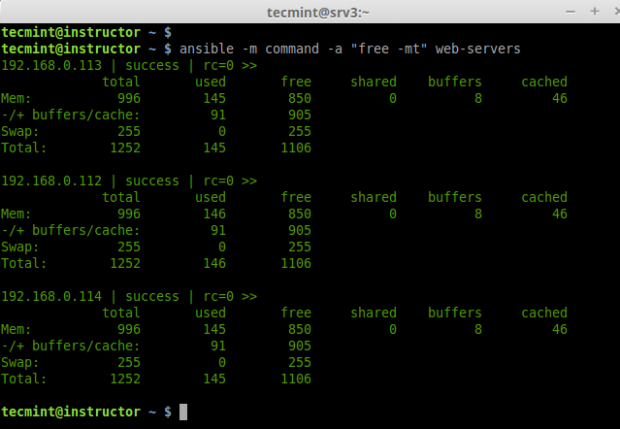 tecmint@srv3:~
tecmint@instructor ~ $
tecmint@instructor ~ $ ansible -m command -a "free -mt" web-servers
192.168.0.113 | success | rc=0 >>
total used free shared buffers cached
Mem: 996 145 850 0 8 46
-/+ buffers/cache: 91 905
Swap: 255 0 255
Total: 1252 145 1106
192.168.0.112 | success | rc=0 >>
total used free shared buffers cached
Mem: 996 146 850 0 8 46
-/+ buffers/cache: 91 905
Swap: 255 0 255
Total: 1252 146 1106
192.168.0.114 | success | rc=0 >>
total used free shared buffers cached
Mem: 996 145 850 0 8 46
-/+ buffers/cache: 91 905
Swap: 255 0 255
Total: 1252 145 1106
tecmint@instructor ~ $